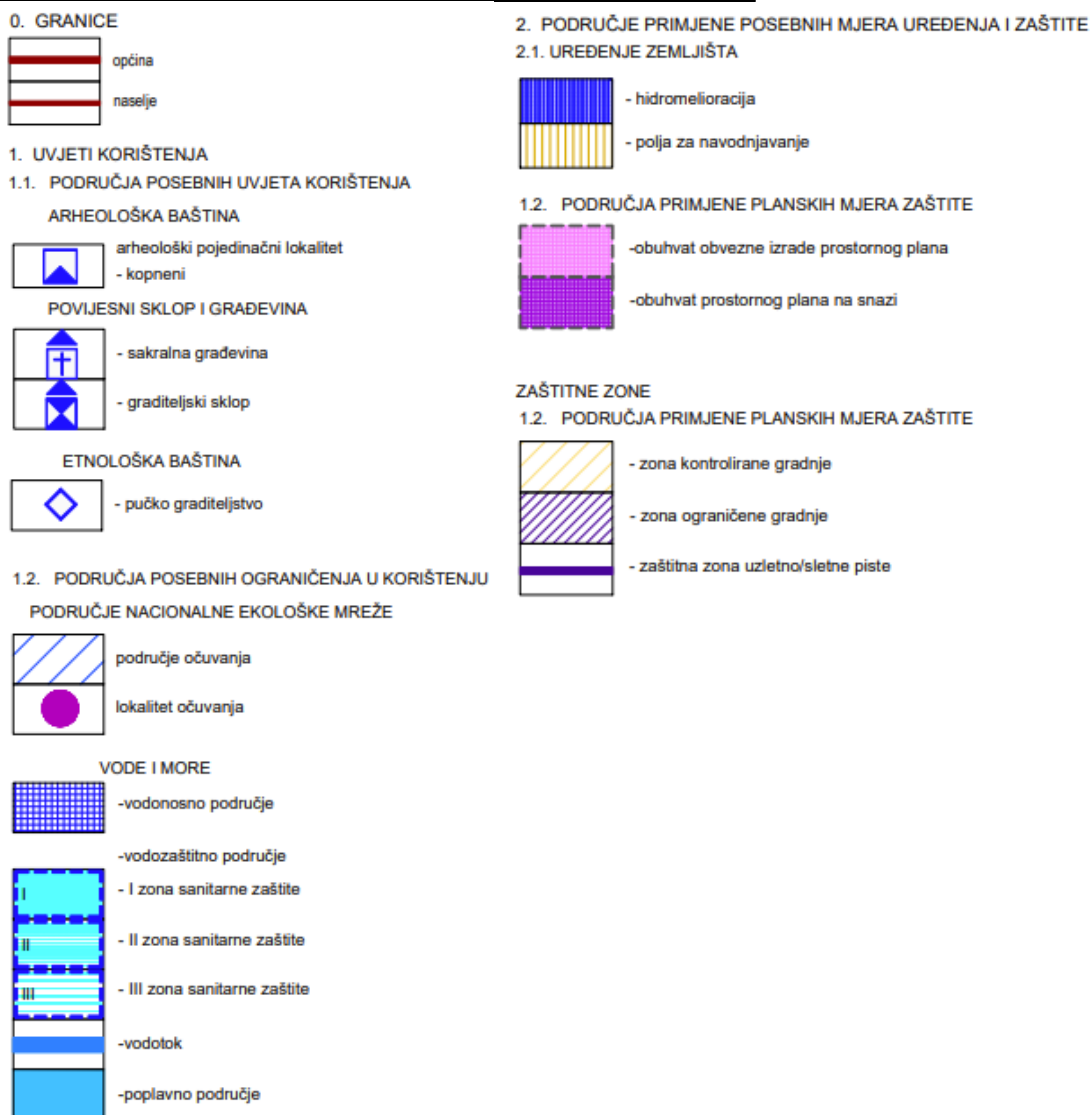 0. GRANICE
općina
naselje
1. UVJETI KORIŠTENJA
1.1. PODRUČJA POSEBNIH UVJETA KORIŠTENJA
ARHEOLOŠKA BAŠTINA
arheološki pojedinačni lokalitet
- kopneni
POVIJESNI SKLOP I GRAĐEVINA
- sakralna građevina
- graditeljski sklop
ETNOLOŠKA BAŠTINA
- pučko graditeljstvo
1.2. PODRUČJA POSEBNIH OGRANIČENJA U KORIŠTENJU
PODRUČJE NACIONALNE EKOLOŠKE MREŽE
područje očuvanja
lokalitet očuvanja
VODE I MORE
-vodonosno područje
-vodozaštitno područje
I - I zona sanitarne zaštite
II - II zona sanitarne zaštite
III - III zona sanitarne zaštite
-vodotok
-poplavno područje
2. PODRUČJE PRIMJENE POSEBNIH MJERA UREĐENJA I ZAŠTITE
2.1. UREĐENJE ZEMLJIŠTA
- hidromelioracija
- polja za navodnjavanje
1.2. PODRUČJA PRIMJENE PLANSKIH MJERA ZAŠTITE
-obuhvat obvezne izrade prostornog plana
-obuhvat prostornog plana na snazi
ZAŠTITNE ZONE
1.2. PODRUČJA PRIMJENE PLANSKIH MJERA ZAŠTITE
- zona kontrolirane gradnje
- zona ograničene gradnje
- zaštitna zona uzletno/sletne piste